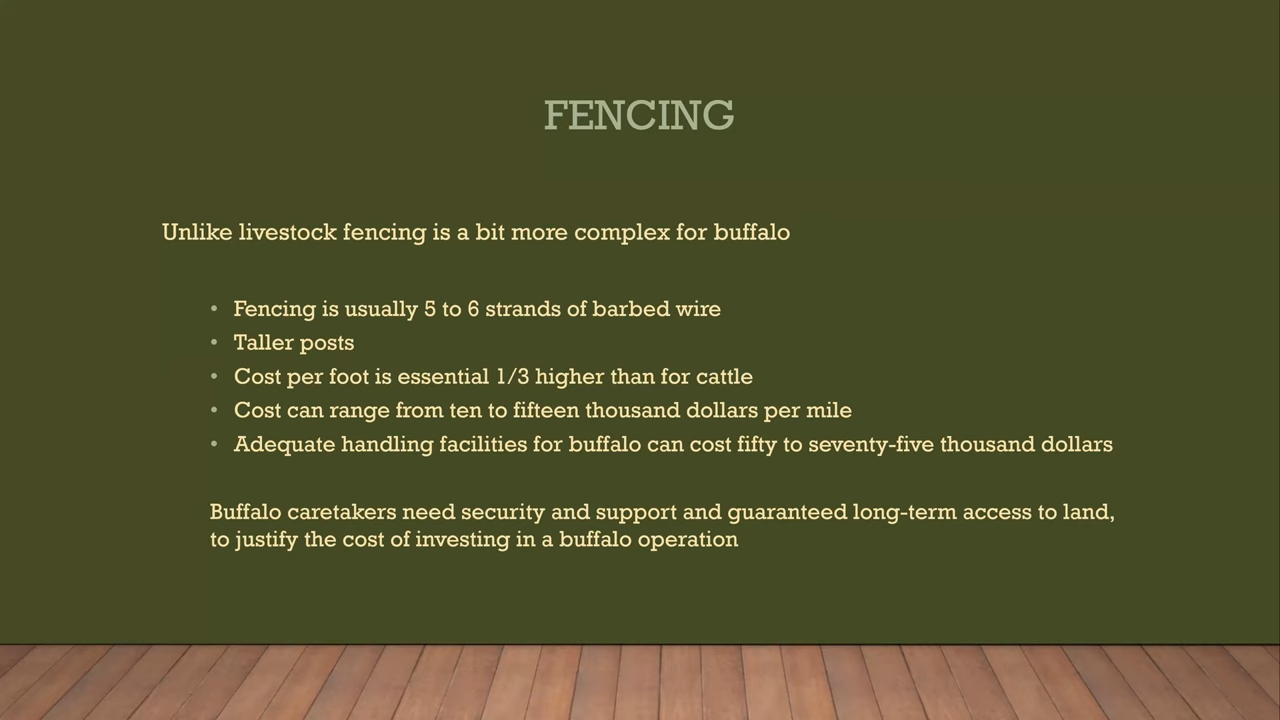 FENCING
Unlike livestock fencing is a bit more complex for buffalo
• Fencing is usually 5 to 6 strands of barbed wire
• Taller posts
• Cost per foot is essential 1/3 higher than for cattle
• Cost can range from ten to fifteen thousand dollars per mile
• Adequate handling facilities for buffalo can cost fifty to seventy-five thousand dollars
Buffalo caretakers need security and support and guaranteed long-term access to land,
to justify the cost of investing in a buffalo operation